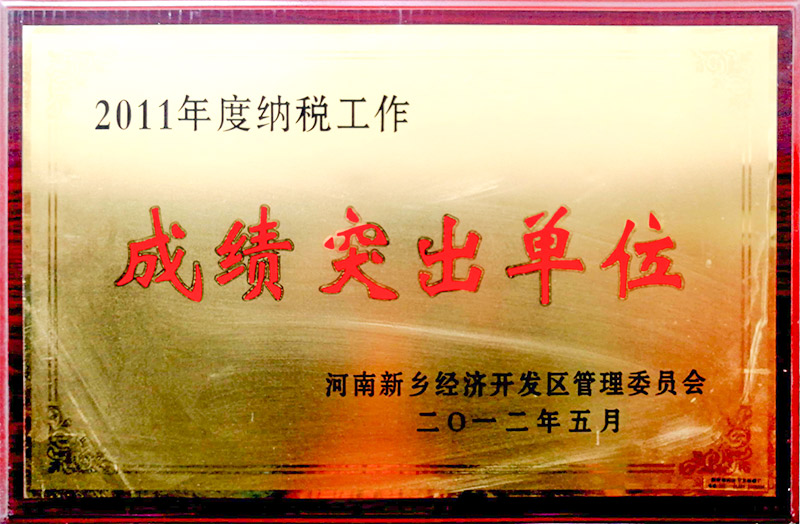 2011年度纳税工作
成绩突出单位
河南新乡经济开发区管理委员会
二〇一二年五月